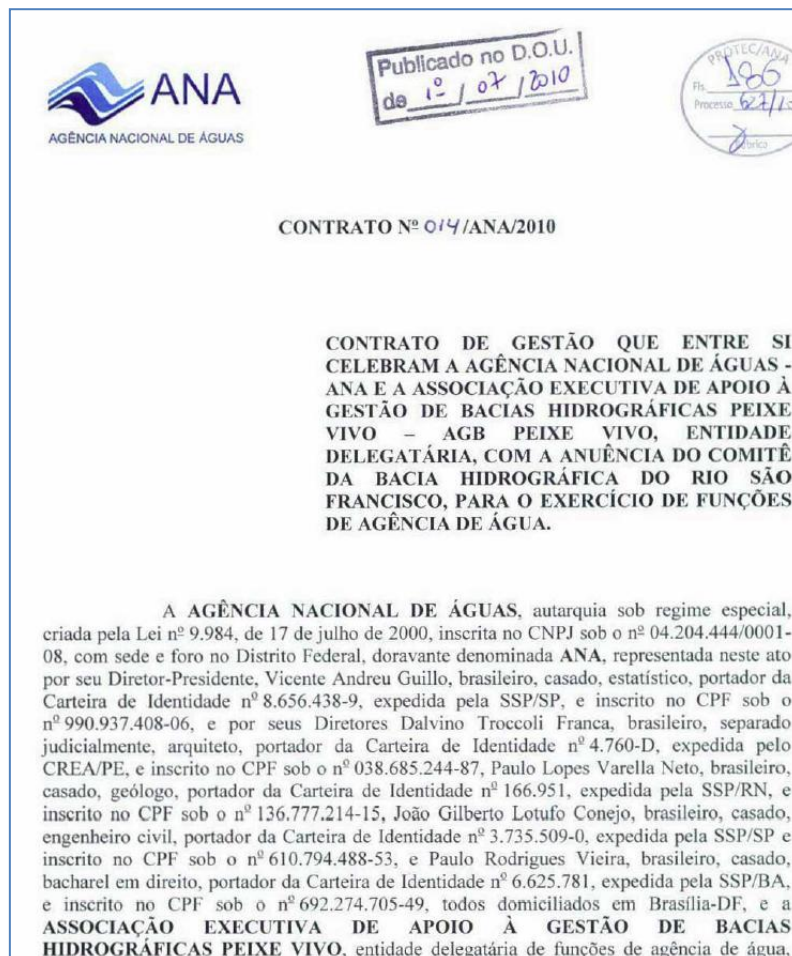 ANA
AGÊNCIA NACIONAL DE ÁGUAS
Publicado no D.O.U.
de 1º / 07 / 2010
PROTEC/ANA
Fls. 186
Processo 627/10
CONTRATO Nº 014/ANA/2010
CONTRATO DE GESTÃO QUE ENTRE SI
CELEBRAM A AGÊNCIA NACIONAL DE ÁGUAS -
ANA E A ASSOCIAÇÃO EXECUTIVA DE APOIO À
GESTÃO DE BACIAS HIDROGRÁFICAS PEIXE
VIVO – AGB PEIXE VIVO, ENTIDADE
DELEGATÁRIA, COM A ANUÊNCIA DO COMITÊ
DA BACIA HIDROGRÁFICA DO RIO SÃO
FRANCISCO, PARA O EXERCÍCIO DE FUNÇÕES
DE AGÊNCIA DE ÁGUA.
A AGÊNCIA NACIONAL DE ÁGUAS, autarquia sob regime especial,
criada pela Lei nº 9.984, de 17 de julho de 2000, inscrita no CNPJ sob o nº 04.204.444/0001-
08, com sede e foro no Distrito Federal, doravante denominada ANA, representada neste ato
por seu Diretor-Presidente, Vicente Andreu Guillo, brasileiro, casado, estatístico, portador da
Carteira de Identidade nº 8.656.438-9, expedida pela SSP/SP, e inscrito no CPF sob o
nº 990.937.408-06, e por seus Diretores Dalvino Troccoli Franca, brasileiro, separado
judicialmente, arquiteto, portador da Carteira de Identidade nº 4.760-D, expedida pelo
CREA/PE, e inscrito no CPF sob o nº 038.685.244-87, Paulo Lopes Varella Neto, brasileiro,
casado, geólogo, portador da Carteira de Identidade nº 166.951, expedida pela SSP/RN, e
inscrito no CPF sob o nº 136.777.214-15, João Gilberto Lotufo Conejo, brasileiro, casado,
engenheiro civil, portador da Carteira de Identidade nº 3.735.509-0, expedida pela SSP/SP e
inscrito no CPF sob o nº 610.794.488-53, e Paulo Rodrigues Vieira, brasileiro, casado,
bacharel em direito, portador da Carteira de Identidade nº 6.625.781, expedida pela SSP/BA,
e inscrito no CPF sob o nº 692.274.705-49, todos domiciliados em Brasília-DF, e a
ASSOCIAÇÃO EXECUTIVA DE APOIO À GESTÃO DE BACIAS
HIDROGRÁFICAS PEIXE VIVO, entidade delegatária de funções de agência de água,